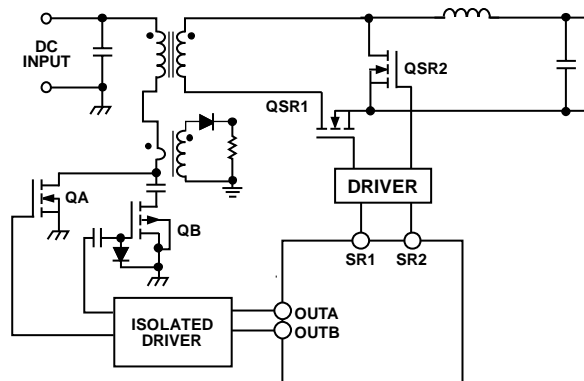 DC
INPUT
QSR2
QSR1
DRIVER
QA
QB
SR1 SR2
ISOLATED
DRIVER
OUTA
OUTB